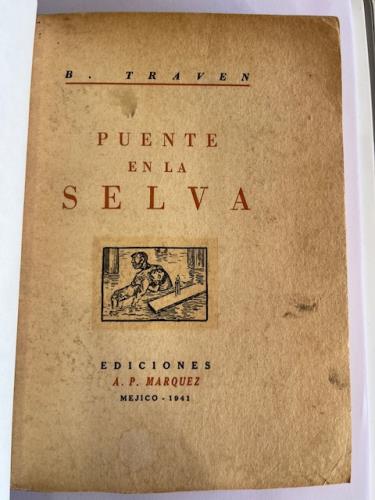 B. TRAVEN
PUENTE
EN LA
SELVA
EDICIONES
A. P. MARQUEZ
MEJICO - 1941